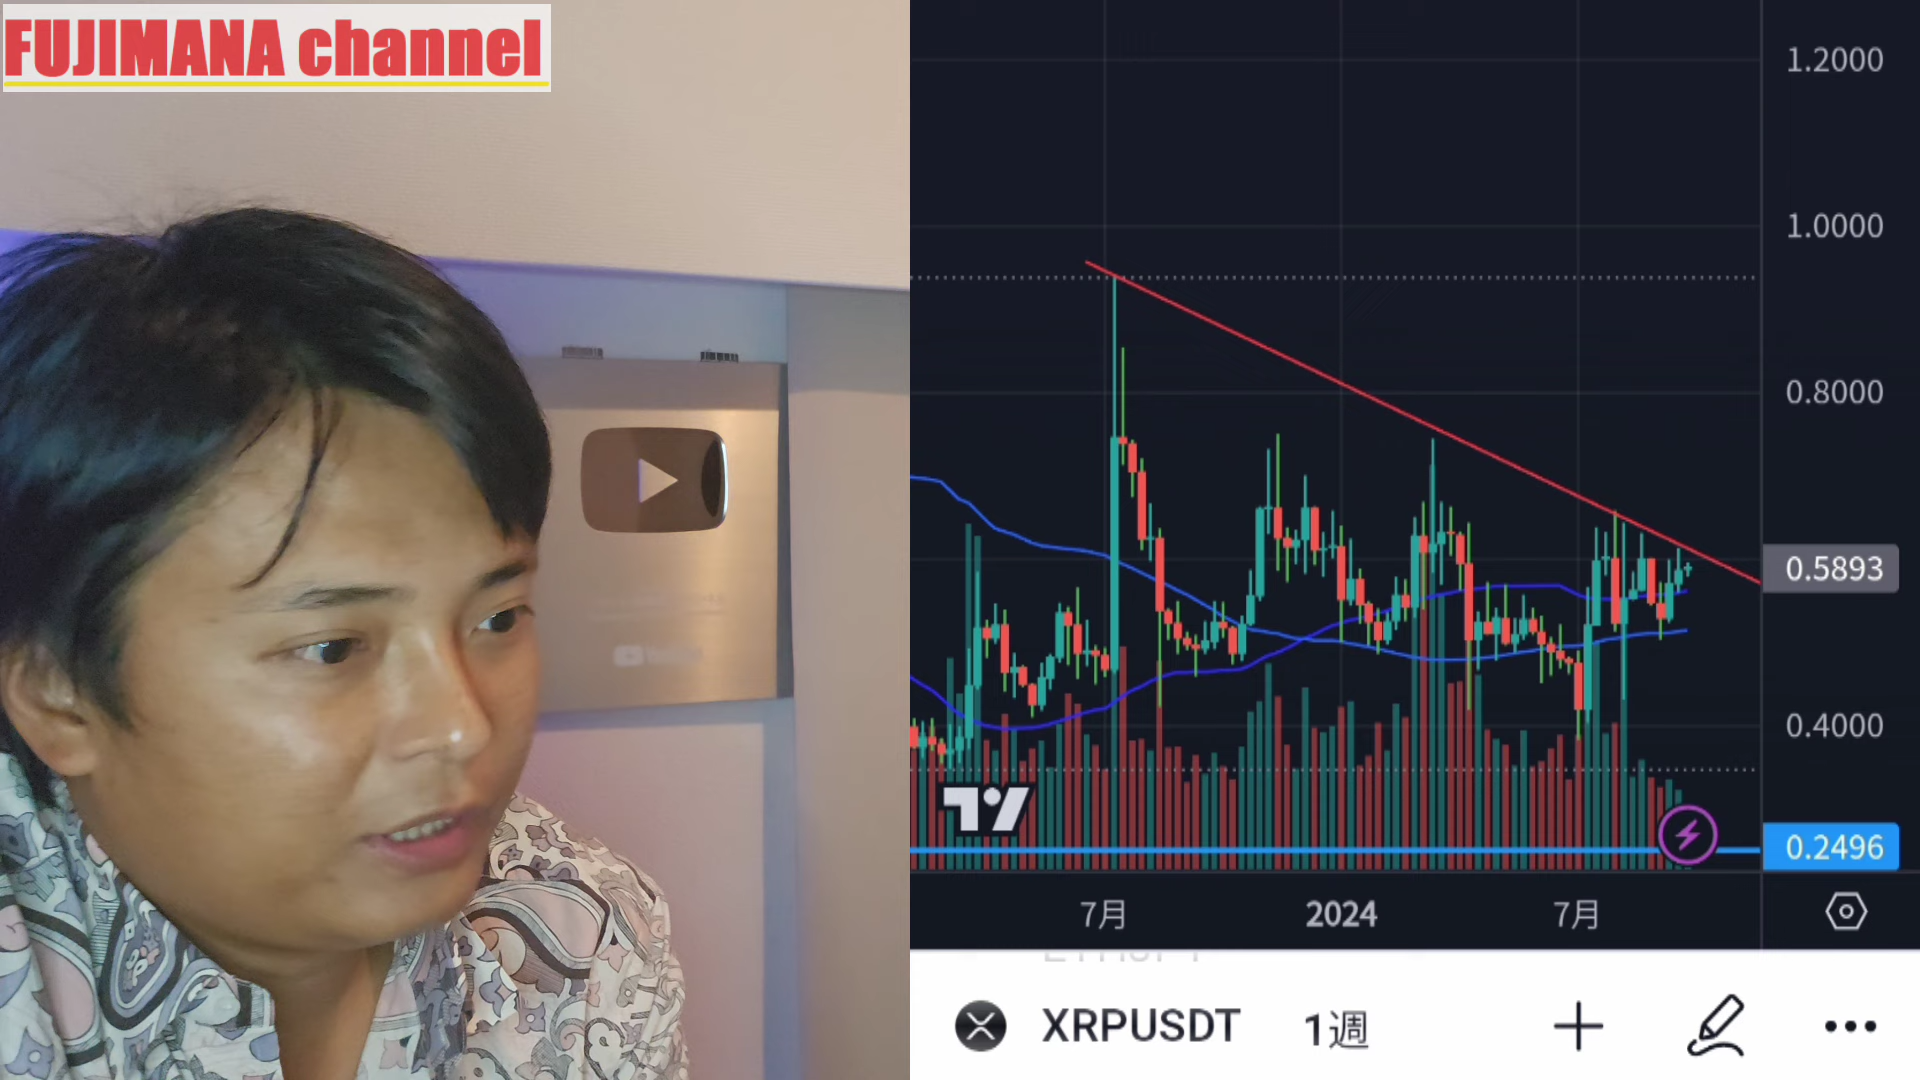 FUJIMANA channel
1.2000
1.0000
0.8000
0.5893
0.4000
0.2496
7月
2024
7月
XRPUSDT
1週